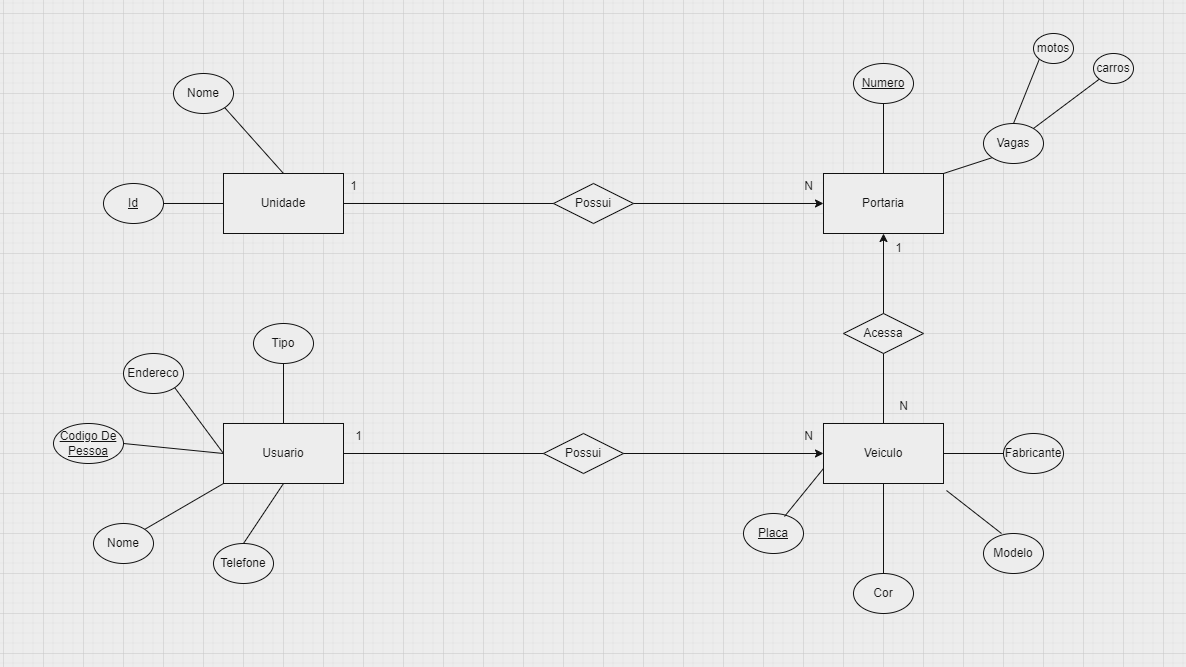 motos
carros
Numero
Nome
Vagas
1
N
Id
Unidade
Possui
Portaria
1
Acessa
Tipo
Endereco
N
Codigo De
Pessoa
1
N
Usuario
Possui
Veiculo
Fabricante
Placa
Nome
Telefone
Modelo
Cor